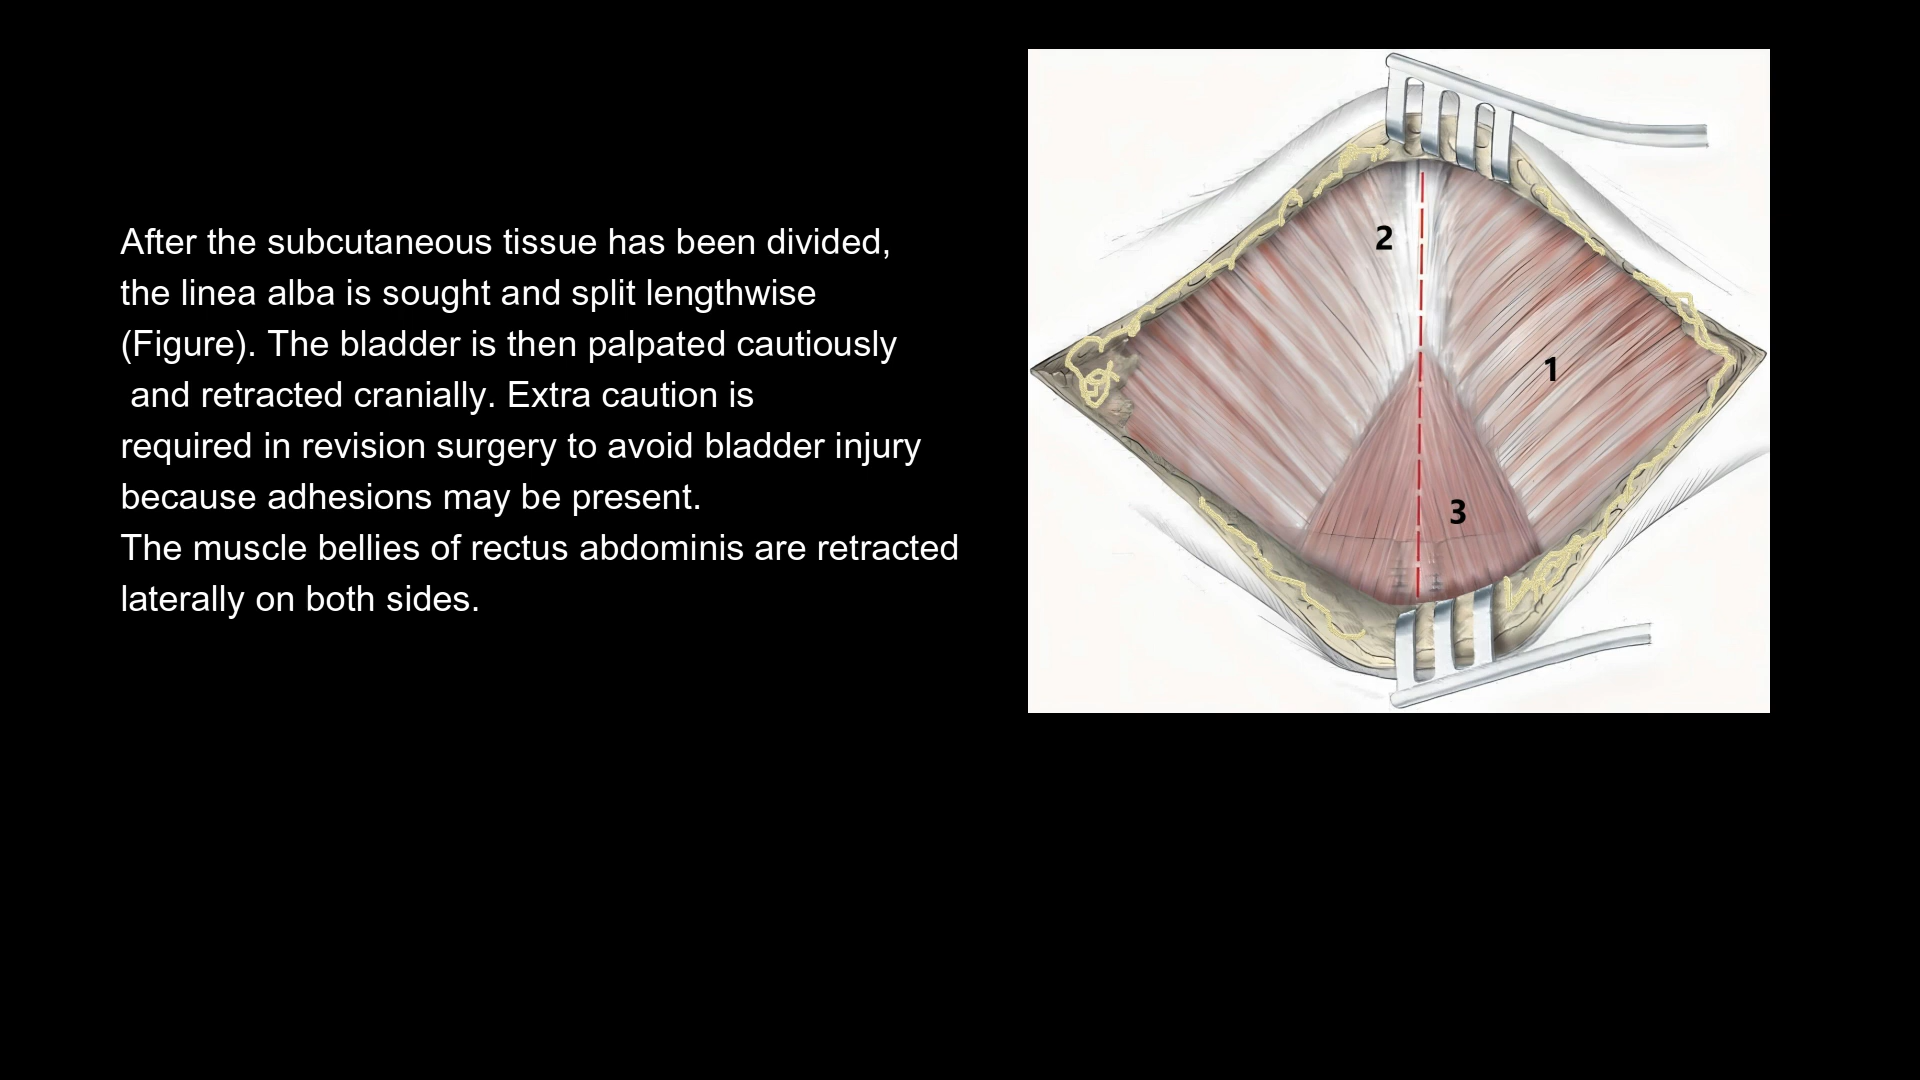 After the subcutaneous tissue has been divided,
the linea alba is sought and split lengthwise
(Figure). The bladder is then palpated cautiously
and retracted cranially. Extra caution is
required in revision surgery to avoid bladder injury
because adhesions may be present.
The muscle bellies of rectus abdominis are retracted
laterally on both sides.
2
1
3